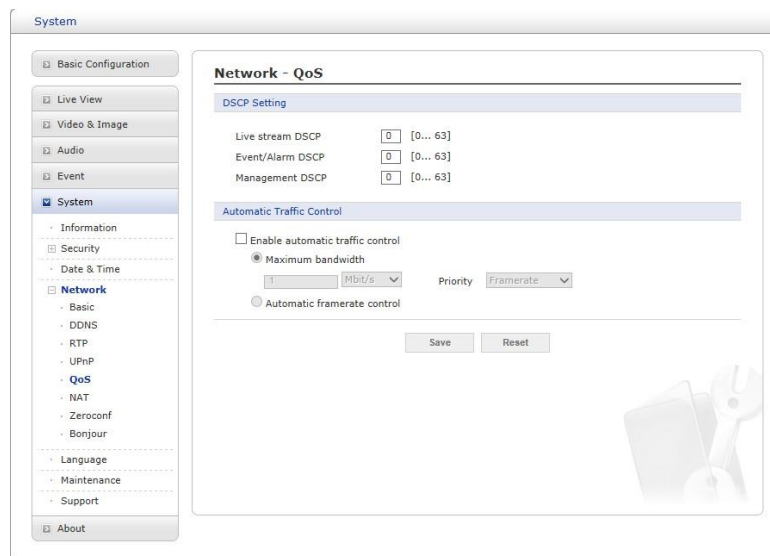 System
Basic Configuration
Live View
Video & Image
Audio
Event
System
Information
Security
Date & Time
Network
Basic
DDNS
RTP
UPnP
QoS
NAT
Zeroconf
Bonjour
Language
Maintenance
Support
About
Network - QoS
DSCP Setting
Live stream DSCP 0 [0... 63]
Event/Alarm DSCP 0 [0... 63]
Management DSCP 0 [0... 63]
Automatic Traffic Control
Enable automatic traffic control
Maximum bandwidth
1 Mbit/s Priority Framerate
Automatic framerate control
Save Reset